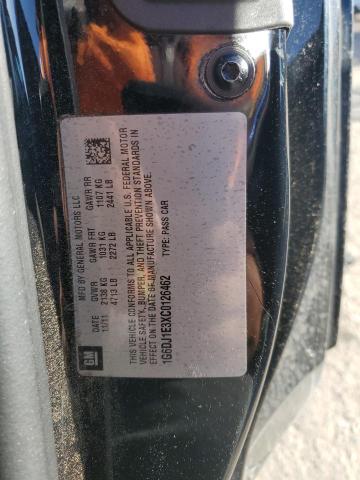 GM
MFD BY GENERAL MOTORS LLC
11/11 GVWR GAWR FRT GAWR RR
2138 KG 1031 KG 1107 KG
4713 LB 2272 LB 2441 LB
THIS VEHICLE CONFORMS TO ALL APPLICABLE U.S. FEDERAL MOTOR
VEHICLE SAFETY, BUMPER, AND THEFT PREVENTION STANDARDS IN
EFFECT ON THE DATE OF MANUFACTURE SHOWN ABOVE.
1G6DJ1E3XC0126462 TYPE: PASS CAR